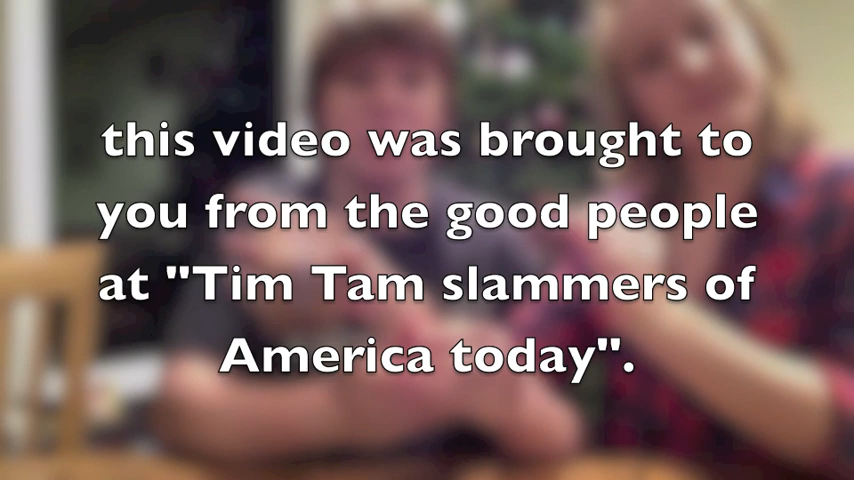 this video was brought to
you from the good people
at "Tim Tam slammers of
America today".